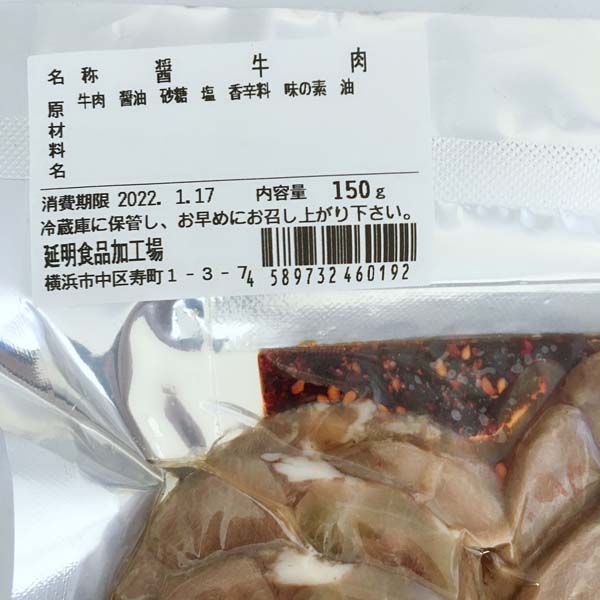 名称 醤牛肉
原材料名 牛肉 醤油 砂糖 塩 香辛料 味の素 油
消費期限 2022. 1.17 内容量 150g
冷蔵庫に保管し、お早めにお召し上がり下さい。
延明食品加工場
横浜市中区寿町1-3-7
4 589732 460192